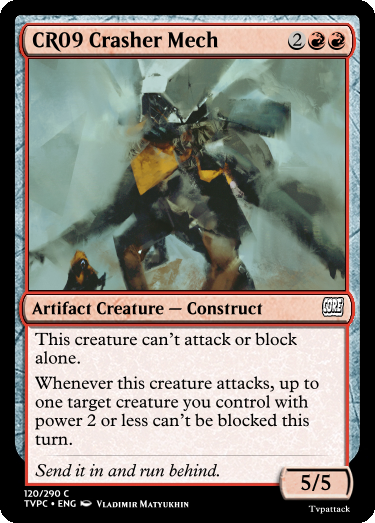 CR09 Crasher Mech 2
Artifact Creature — Construct CORE
This creature can't attack or block
alone.
Whenever this creature attacks, up to
one target creature you control with
power 2 or less can't be blocked this
turn.
Send it in and run behind.
5/5
120/290 C
TVPC • ENG Vladimir Matyukhin
Tvpattack